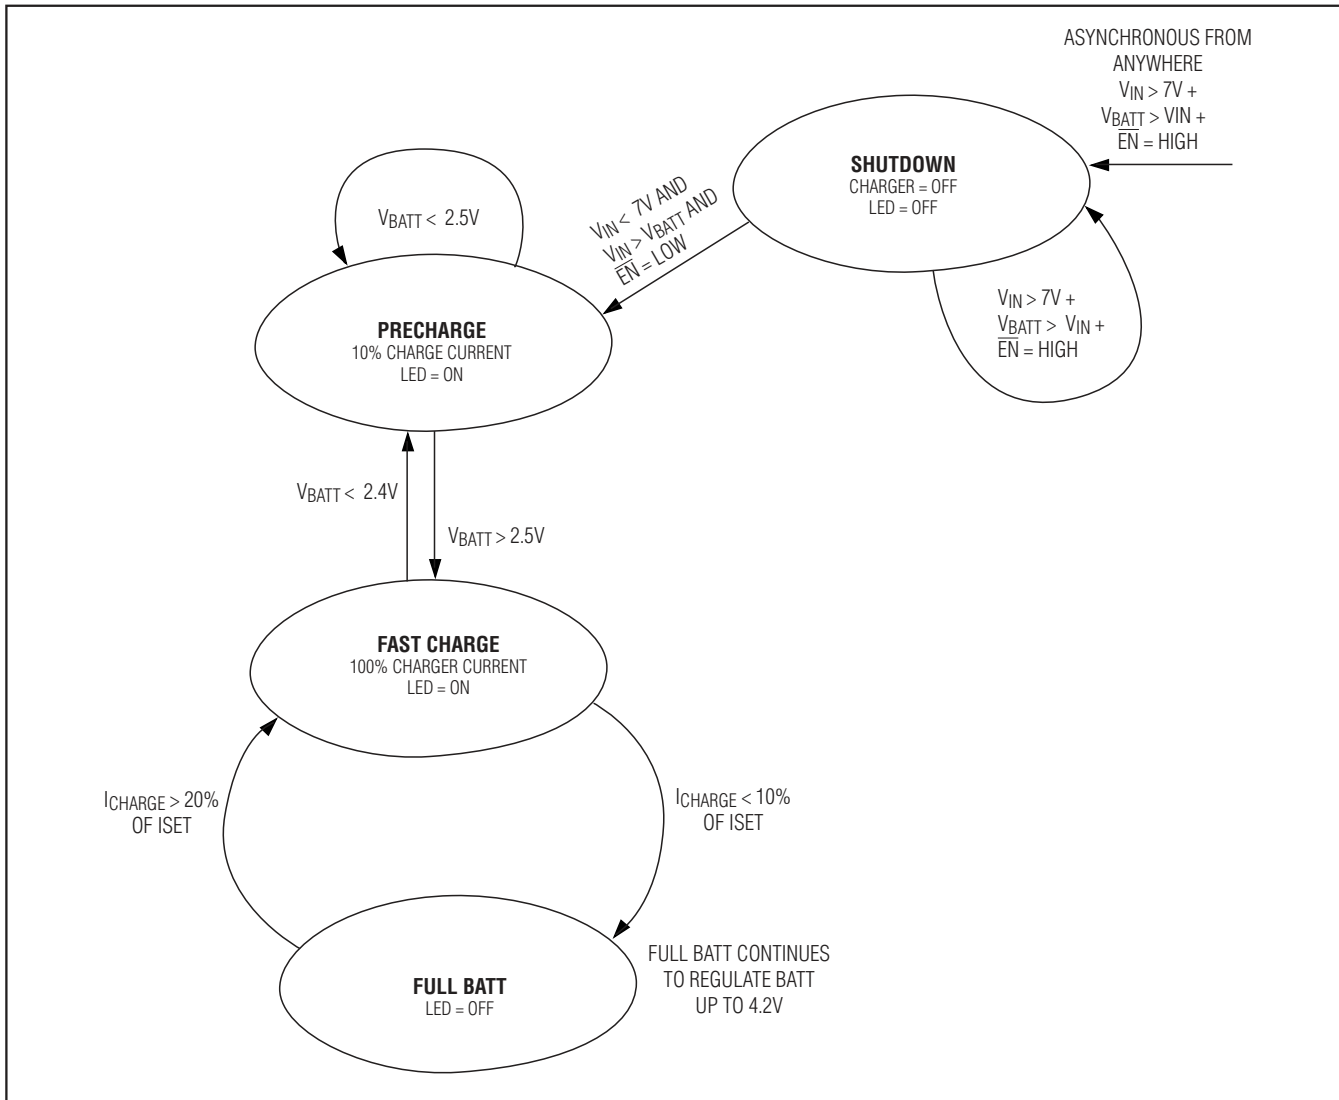 ASYNCHRONOUS FROM
ANYWHERE
VIN > 7V +
VBATT > VIN +
E̅N̅ = HIGH
SHUTDOWN
CHARGER = OFF
LED = OFF
VIN < 7V AND
VIN > VBATT AND
E̅N̅ = LOW
VBATT < 2.5V
VIN > 7V +
VBATT > VIN +
E̅N̅ = HIGH
PRECHARGE
10% CHARGE CURRENT
LED = ON
VBATT < 2.4V
VBATT > 2.5V
FAST CHARGE
100% CHARGER CURRENT
LED = ON
ICHARGE > 20%
OF ISET
ICHARGE < 10%
OF ISET
FULL BATT
LED = OFF
FULL BATT CONTINUES
TO REGULATE BATT
UP TO 4.2V